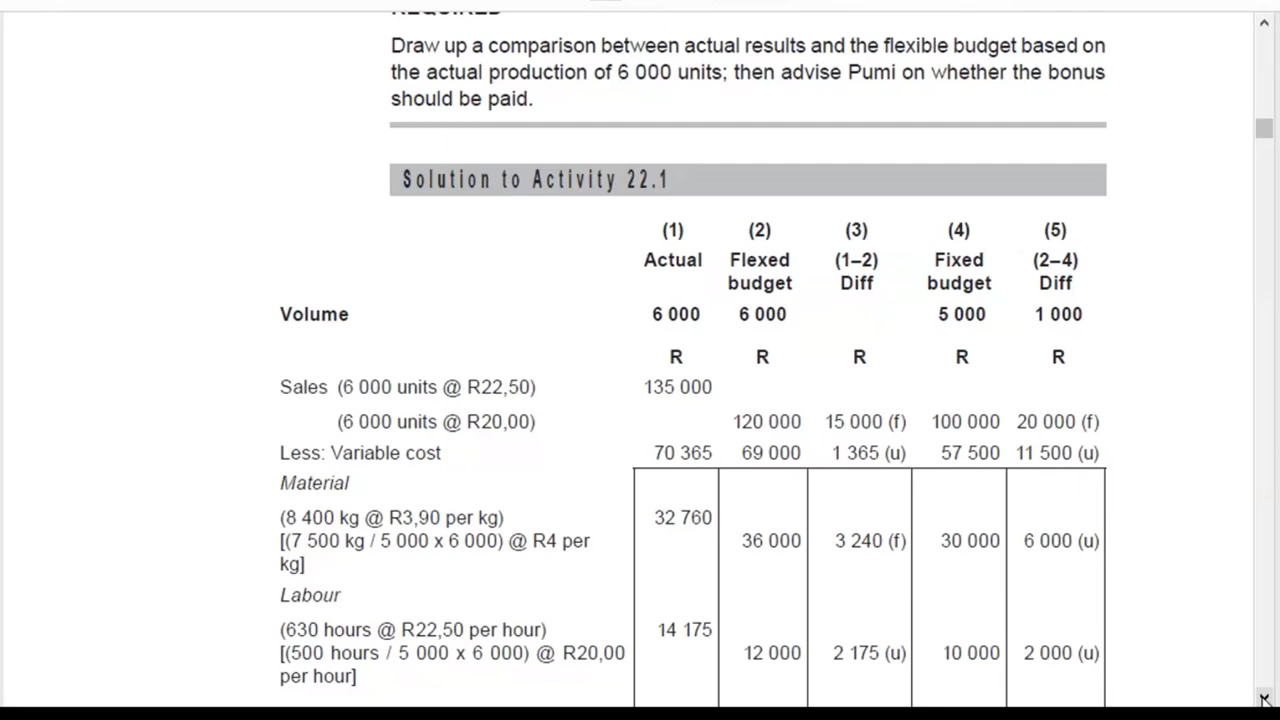 REQUIRED
Draw up a comparison between actual results and the flexible budget based on
the actual production of 6 000 units; then advise Pumi on whether the bonus
should be paid.
Solution to Activity 22.1
(1) (2) (3) (4) (5)
Actual Flexed (1–2) Fixed (2–4)
budget Diff budget Diff
Volume 6 000 6 000 5 000 1 000
R R R R R
Sales (6 000 units @ R22,50) 135 000
(6 000 units @ R20,00) 120 000 15 000 (f) 100 000 20 000 (f)
Less: Variable cost 70 365 69 000 1 365 (u) 57 500 11 500 (u)
Material
(8 400 kg @ R3,90 per kg) 32 760
[(7 500 kg / 5 000 x 6 000) @ R4 per 36 000 3 240 (f) 30 000 6 000 (u)
kg]
Labour
(630 hours @ R22,50 per hour) 14 175
[(500 hours / 5 000 x 6 000) @ R20,00 12 000 2 175 (u) 10 000 2 000 (u)
per hour]